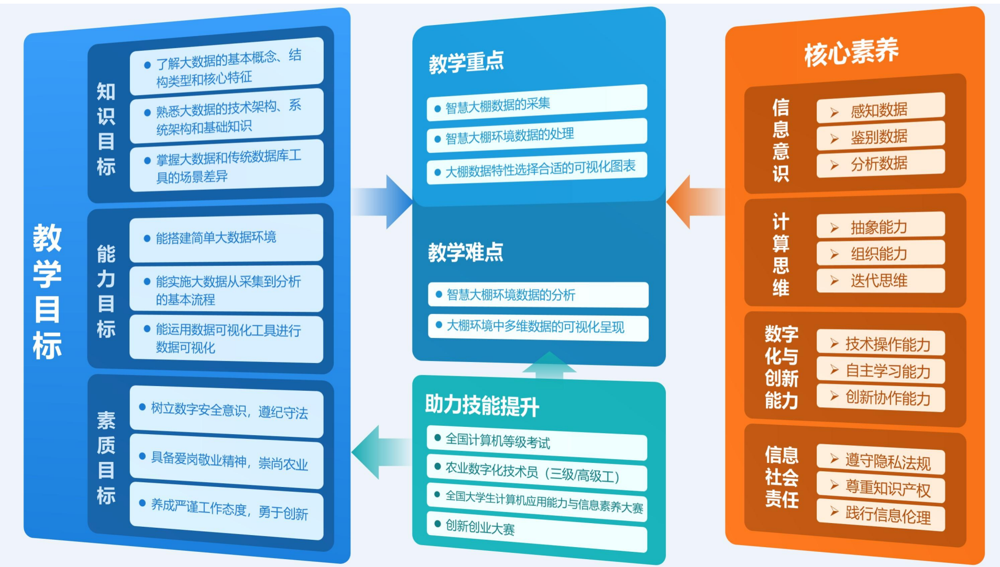 教学目标
知识目标
● 了解大数据的基本概念、结
构类型和核心特征
● 熟悉大数据的技术架构、系
统架构和基础知识
● 掌握大数据和传统数据库工
具的场景差异
能力目标
● 能搭建简单大数据环境
● 能实施大数据从采集到分析
的基本流程
● 能运用数据可视化工具进行
数据可视化
素质目标
● 树立数字安全意识，遵纪守法
● 具备爱岗敬业精神，崇尚农业
● 养成严谨工作态度，勇于创新
教学重点
● 智慧大棚数据的采集
● 智慧大棚环境数据的处理
● 大棚数据特性选择合适的可视化图表
教学难点
● 智慧大棚环境数据的分析
● 大棚环境中多维数据的可视化呈现
助力技能提升
● 全国计算机等级考试
● 农业数字化技术员（三级/高级工）
● 全国大学生计算机应用能力与信息素养大赛
● 创新创业大赛
核心素养
信息意识
➢ 感知数据
➢ 鉴别数据
➢ 分析数据
计算思维
➢ 抽象能力
➢ 组织能力
➢ 迭代思维
数字
化与
创新
能力
➢ 技术操作能力
➢ 自主学习能力
➢ 创新协作能力
信息
社会
责任
➢ 遵守隐私法规
➢ 尊重知识产权
➢ 践行信息伦理